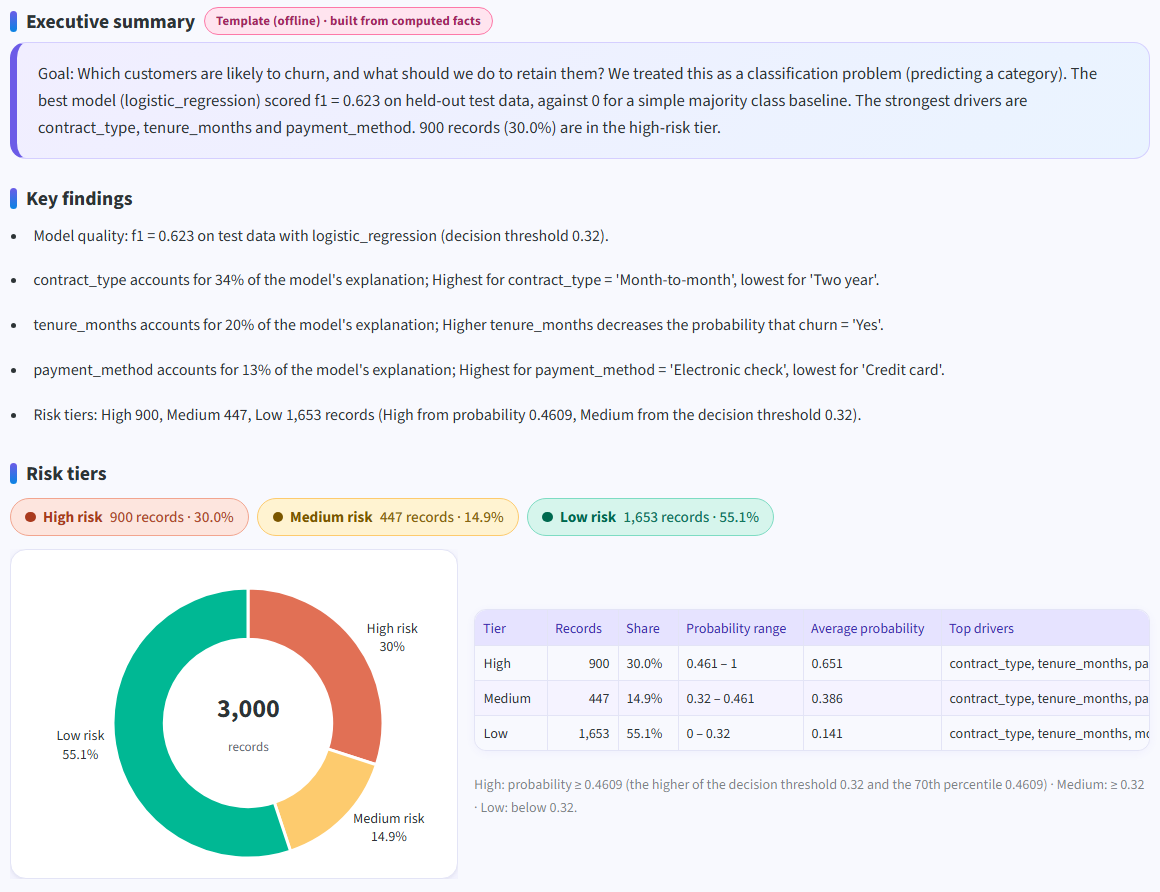 Executive summary
Template (offline) · built from computed facts
Goal: Which customers are likely to churn, and what should we do to retain them? We treated this as a classification problem (predicting a category). The
best model (logistic_regression) scored f1 = 0.623 on held-out test data, against 0 for a simple majority class baseline. The strongest drivers are
contract_type, tenure_months and payment_method. 900 records (30.0%) are in the high-risk tier.
Key findings
• Model quality: f1 = 0.623 on test data with logistic_regression (decision threshold 0.32).
• contract_type accounts for 34% of the model's explanation; Highest for contract_type = 'Month-to-month', lowest for 'Two year'.
• tenure_months accounts for 20% of the model's explanation; Higher tenure_months decreases the probability that churn = 'Yes'.
• payment_method accounts for 13% of the model's explanation; Highest for payment_method = 'Electronic check', lowest for 'Credit card'.
• Risk tiers: High 900, Medium 447, Low 1,653 records (High from probability 0.4609, Medium from the decision threshold 0.32).
Risk tiers
High risk 900 records · 30.0%
Medium risk 447 records · 14.9%
Low risk 1,653 records · 55.1%
High risk
30%
3,000
records
Low risk
55.1%
Medium risk
14.9%
Tier Records Share Probability range Average probability Top drivers
High 900 30.0% 0.461 – 1 0.651 contract_type, tenure_months, pa
Medium 447 14.9% 0.32 – 0.461 0.386 contract_type, tenure_months, pa
Low 1,653 55.1% 0 – 0.32 0.141 contract_type, tenure_months, mo
High: probability ≥ 0.4609 (the higher of the decision threshold 0.32 and the 70th percentile 0.4609) · Medium: ≥ 0.32
· Low: below 0.32.